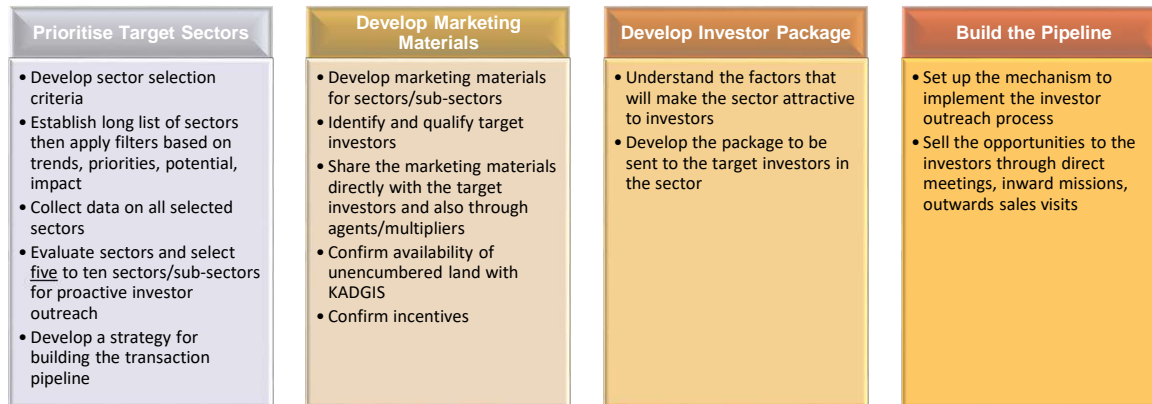 Prioritise Target Sectors
• Develop sector selection
criteria
• Establish long list of sectors
then apply filters based on
trends, priorities, potential,
impact
• Collect data on all selected
sectors
• Evaluate sectors and select
five to ten sectors/sub-sectors
for proactive investor
outreach
• Develop a strategy for
building the transaction
pipeline
Develop Marketing
Materials
• Develop marketing materials
for sectors/sub-sectors
• Identify and qualify target
investors
• Share the marketing materials
directly with the target
investors and also through
agents/multipliers
• Confirm availability of
unencumbered land with
KADGIS
• Confirm incentives
Develop Investor Package
• Understand the factors that
will make the sector attractive
to investors
• Develop the package to be
sent to the target investors in
the sector
Build the Pipeline
• Set up the mechanism to
implement the investor
outreach process
• Sell the opportunities to the
investors through direct
meetings, inward missions,
outwards sales visits